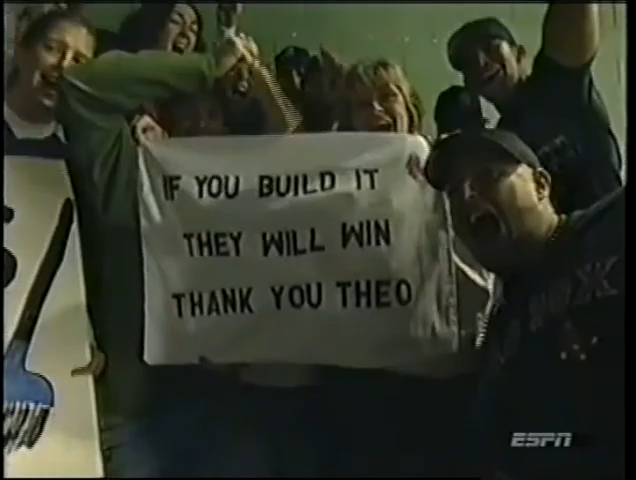 IF YOU BUILD IT
THEY WILL WIN
THANK YOU THEO
ESPN